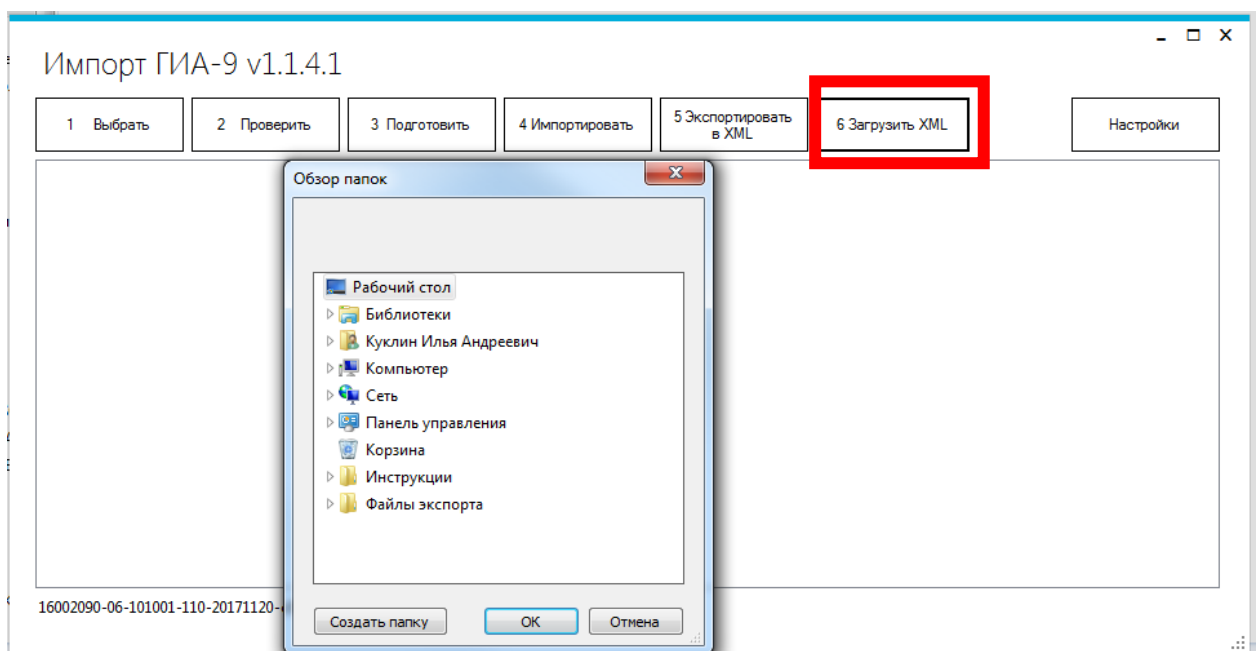 Импорт ГИА-9 v1.1.4.1
1 Выбрать
2 Проверить
3 Подготовить
4 Импортировать
5 Экспортировать
в XML
6 Загрузить XML
Настройки
Обзор папок
Рабочий стол
Библиотеки
Куклин Илья Андреевич
Компьютер
Сеть
Панель управления
Корзина
Инструкции
Файлы экспорта
Создать папку
ОК
Отмена
16002090-06-101001-110-20171120-